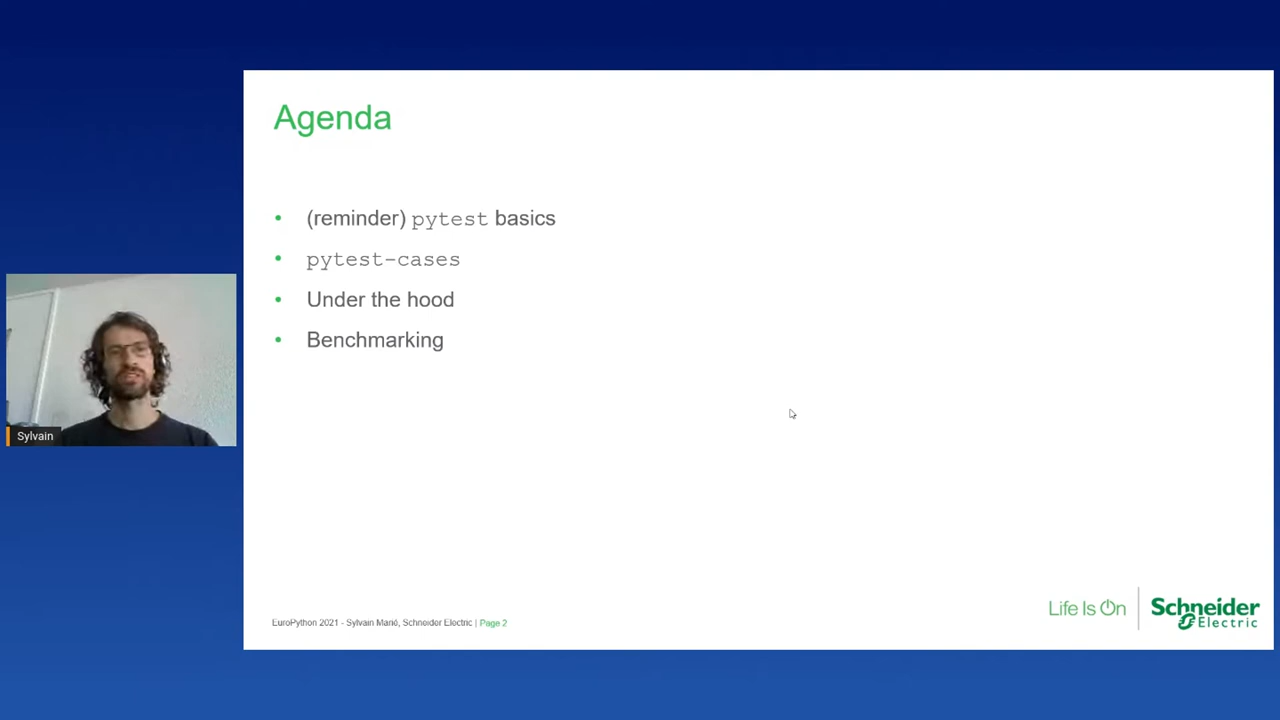 Agenda
• (reminder) pytest basics
• pytest-cases
• Under the hood
• Benchmarking
Sylvain
EuroPython 2021 - Sylvain Marié, Schneider Electric | Page 2
Life Is On
Schneider
Electric